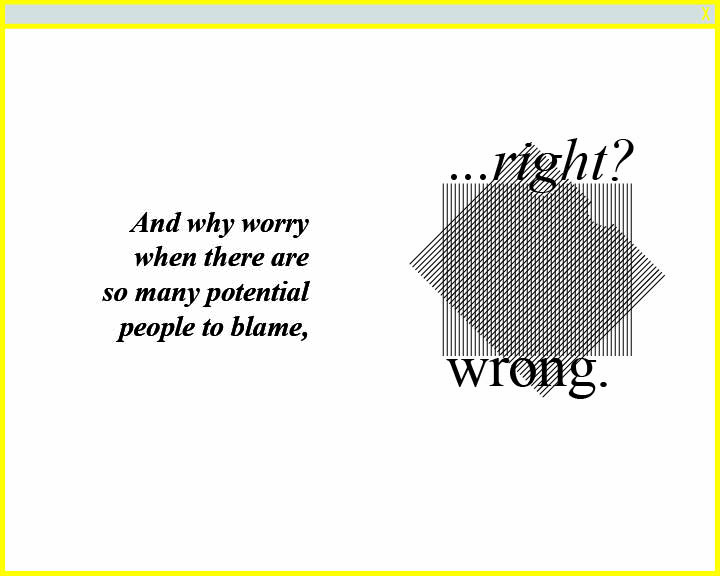 X
And why worry
when there are
so many potential
people to blame,
...right?
wrong.